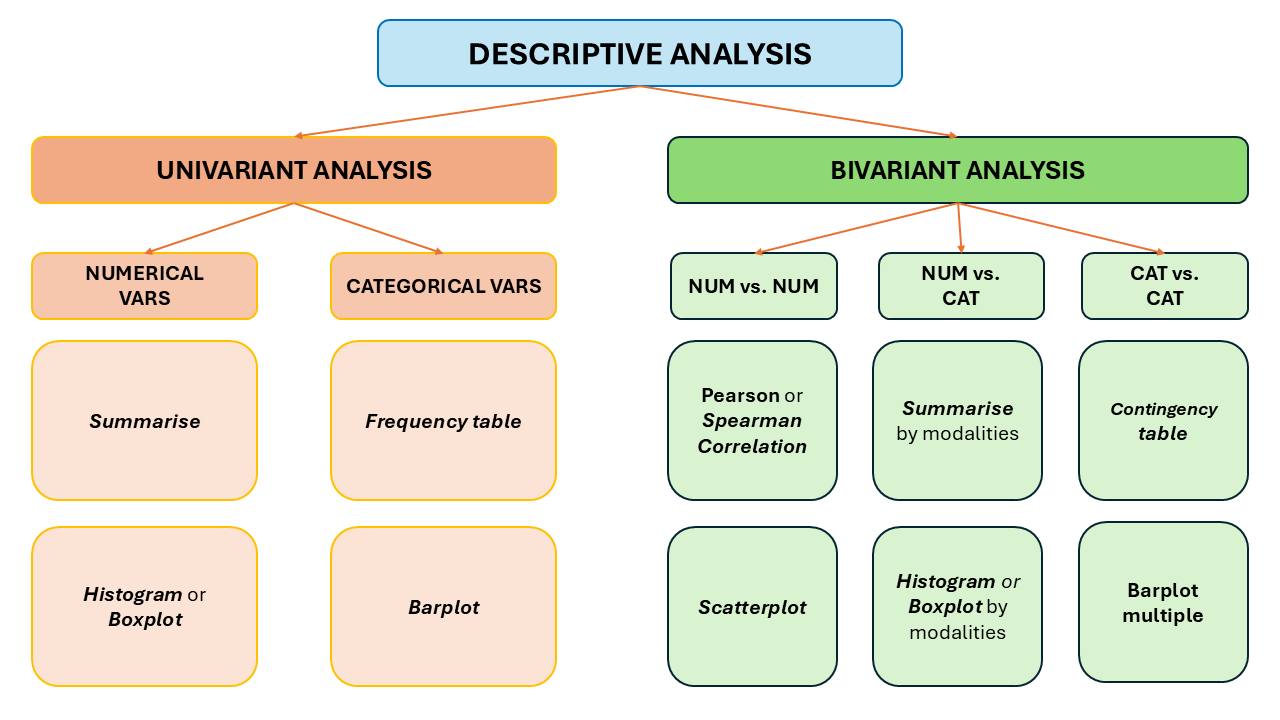 DESCRIPTIVE ANALYSIS
UNIVARIANT ANALYSIS
BIVARIANT ANALYSIS
NUMERICAL
VARS
CATEGORICAL VARS
NUM vs. NUM
NUM vs.
CAT
CAT vs.
CAT
Summarise
Frequency table
Pearson or
Spearman
Correlation
Summarise
by modalities
Contingency
table
Histogram or
Boxplot
Barplot
Scatterplot
Histogram or
Boxplot by
modalities
Barplot
multiple